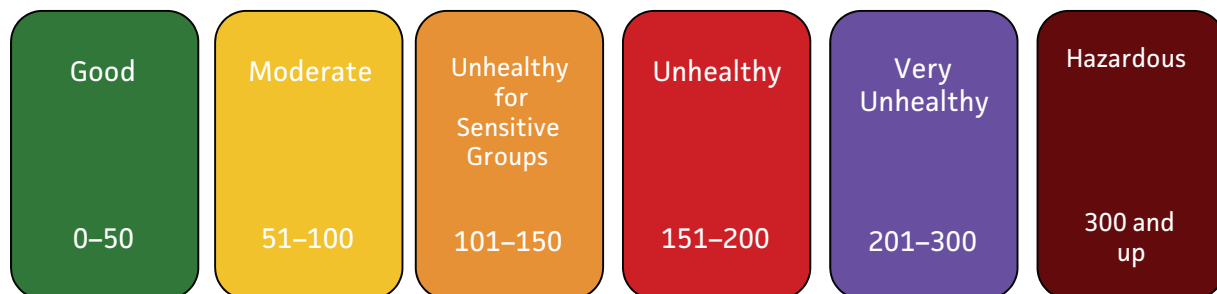 Good
0–50
Moderate
51–100
Unhealthy
for
Sensitive
Groups
101–150
Unhealthy
151–200
Very
Unhealthy
201–300
Hazardous
300 and
up